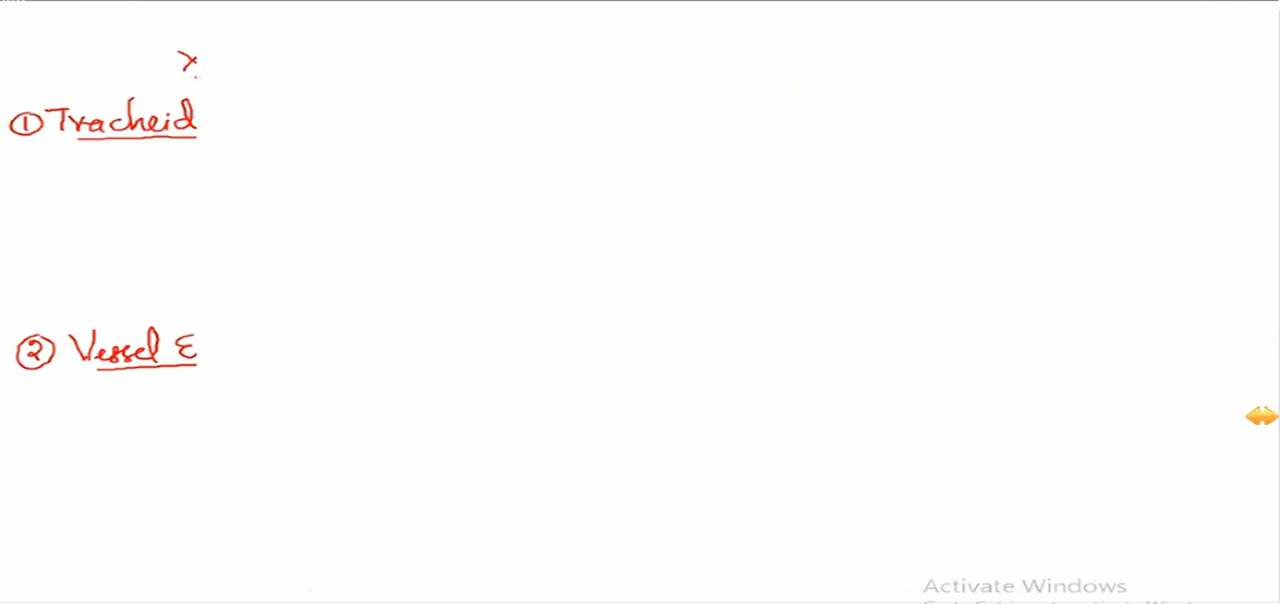 ① Tracheid
② Vessel E
Activate Windows